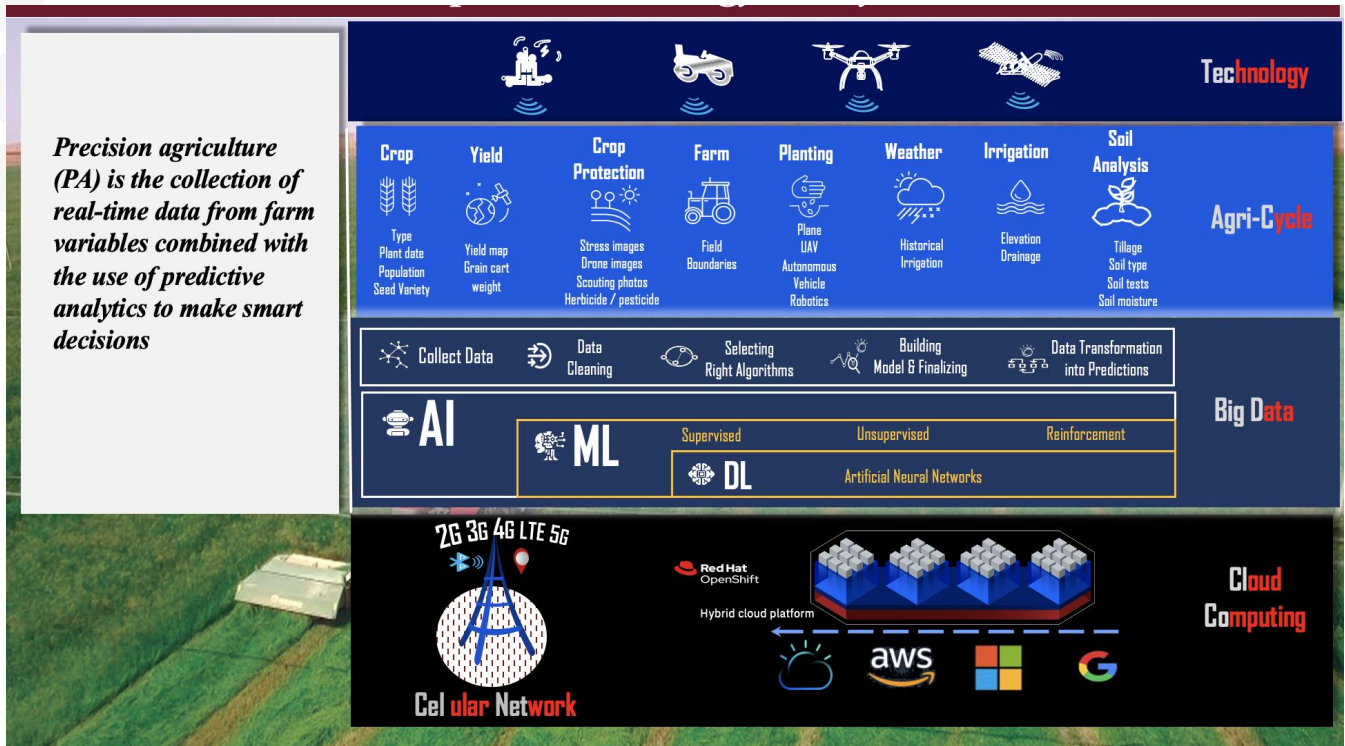 Precision agriculture
(PA) is the collection of
real-time data from farm
variables combined with
the use of predictive
analytics to make smart
decisions
Technology
Crop
Type
Plant date
Population
Seed Variety
Yield
Yield map
Grain cart
weight
Crop
Protection
Stress images
Drone images
Scouting photos
Herbicide / pesticide
Farm
Field
Boundaries
Planting
Plane
UAV
Autonomous
Vehicle
Robotics
Weather
Historical
Irrigation
Irrigation
Elevation
Drainage
Soil
Analysis
Tillage
Soil type
Soil tests
Soil moisture
Agri-Cycle
Collect Data
Data
Cleaning
Selecting
Right Algorithms
Building
Model & Finalizing
Data Transformation
into Predictions
AI
ML
Supervised
Unsupervised
Reinforcement
DL
Artificial Neural Networks
Big Data
2G 3G 4G LTE 5G
Cel ular Network
Red Hat
OpenShift
Hybrid cloud platform
aws
G
Cloud
Computing